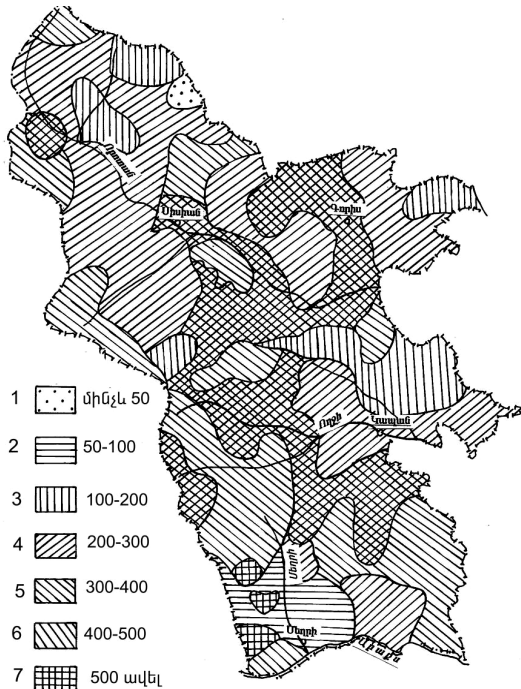 Որոտան
Սիսիան
Գորիս
Ողջի
Կապան
Մեղրի
Մեղրի
Արաքս
1 մինչև 50
2 50-100
3 100-200
4 200-300
5 300-400
6 400-500
7 500 ավել